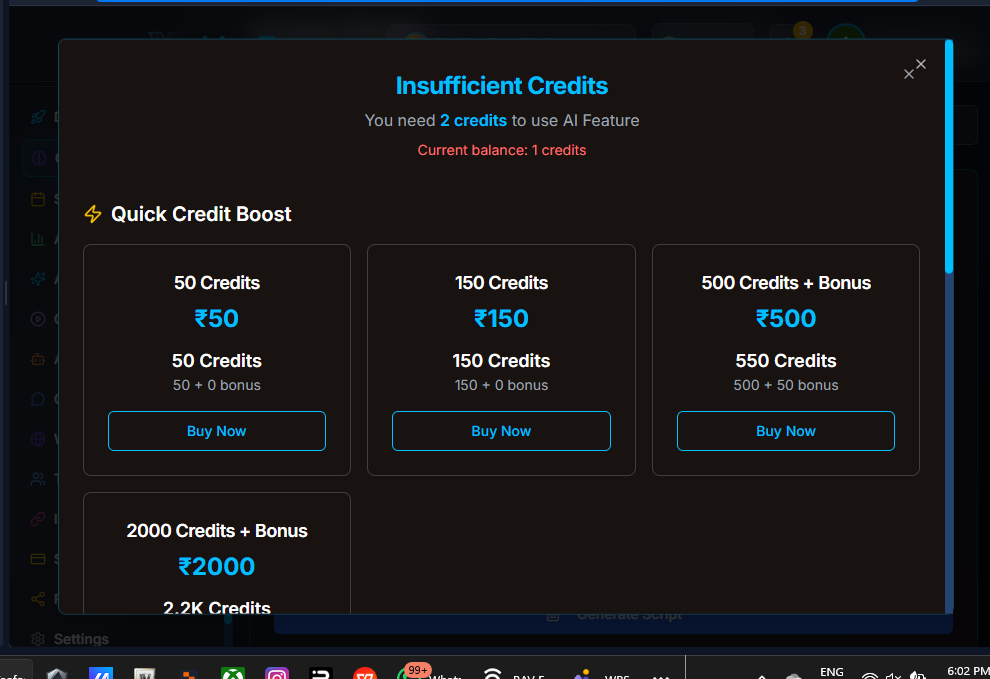 3
Insufficient Credits
You need 2 credits to use AI Feature
Current balance: 1 credits
Quick Credit Boost
50 Credits
₹50
50 Credits
50 + 0 bonus
Buy Now
150 Credits
₹150
150 Credits
150 + 0 bonus
Buy Now
500 Credits + Bonus
₹500
550 Credits
500 + 50 bonus
Buy Now
2000 Credits + Bonus
₹2000
2.2K Credits
Generate Script
Settings
99+
ENG
6:02 PM